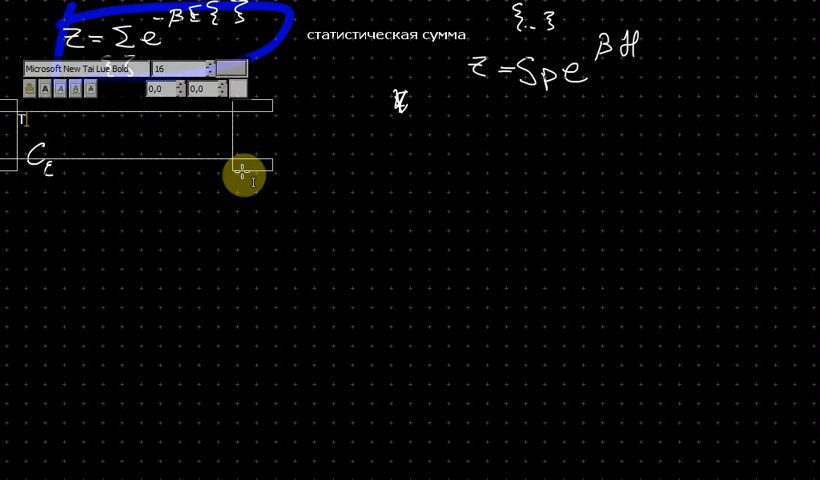 Z = Σ e^{-βE{ }}
{ }
статистическая сумма
{..}
Z = Sp e^{βH}
Microsoft New Tai Lue Bold 16
A A A A 0,0 0,0
T
C_E